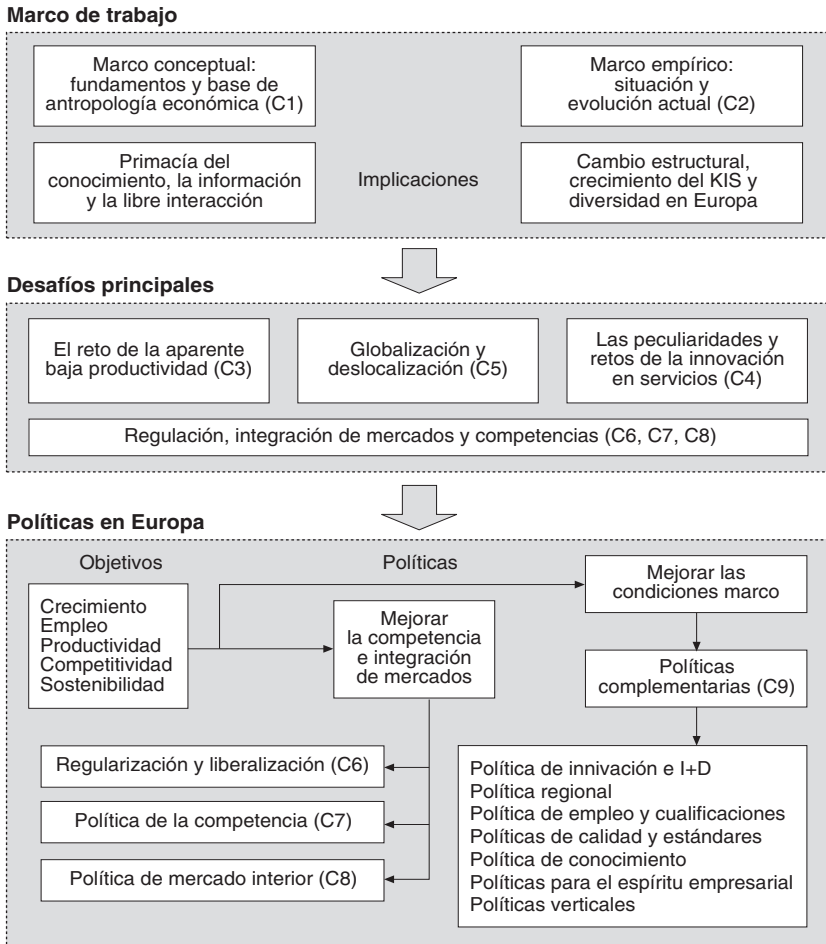 Marco de trabajo
Marco conceptual:
fundamentos y base de
antropología económica (C1)
Marco empírico:
situación y
evolución actual (C2)
Primacía del
conocimiento, la información
y la libre interacción
Implicaciones
Cambio estructural,
crecimiento del KIS y
diversidad en Europa
Desafíos principales
El reto de la aparente
baja productividad (C3)
Globalización y
deslocalización (C5)
Las peculiaridades y
retos de la innovación
en servicios (C4)
Regulación, integración de mercados y competencias (C6, C7, C8)
Políticas en Europa
Objetivos
Políticas
Crecimiento
Empleo
Productividad
Competitividad
Sostenibilidad
Mejorar
la competencia
e integración
de mercados
Mejorar las
condiciones marco
Políticas
complementarias (C9)
Regularización y liberalización (C6)
Política de la competencia (C7)
Política de mercado interior (C8)
Política de innivación e I+D
Política regional
Política de empleo y cualificaciones
Políticas de calidad y estándares
Política de conocimiento
Políticas para el espíritu empresarial
Políticas verticales